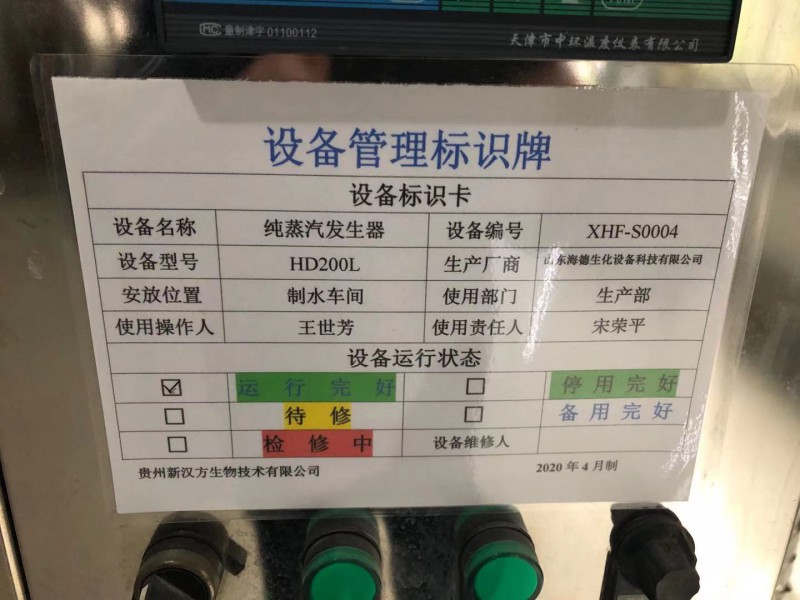 MC 量制津字 01100112
天津市中环温度仪表有限公司
设备管理标识牌
设备标识卡
设备名称 纯蒸汽发生器 设备编号 XHF-S0004
设备型号 HD200L 生产厂商 山东海德生化设备科技有限公司
安放位置 制水车间 使用部门 生产部
使用操作人 王世芳 使用责任人 宋荣平
设备运行状态
☑ 运行完好 ☐ 停用完好
☐ 待修 ☐ 备用完好
☐ 检修中 设备维修人
贵州新汉方生物技术有限公司 2020年4月制